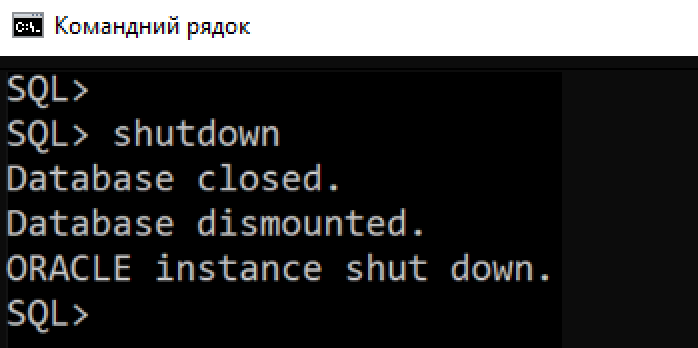 Командний рядок
SQL>
SQL> shutdown
Database closed.
Database dismounted.
ORACLE instance shut down.
SQL>